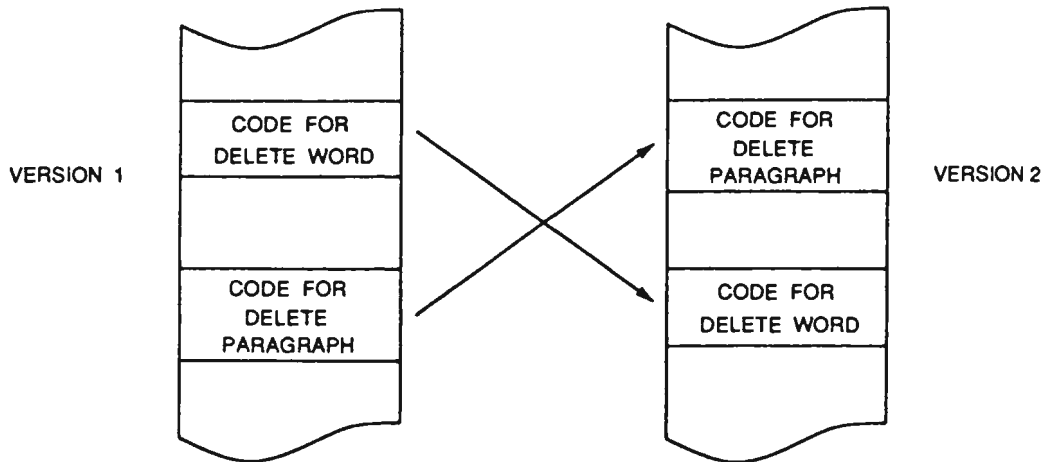 VERSION 1
CODE FOR
DELETE WORD
CODE FOR
DELETE
PARAGRAPH
CODE FOR
DELETE
PARAGRAPH
CODE FOR
DELETE WORD
VERSION 2